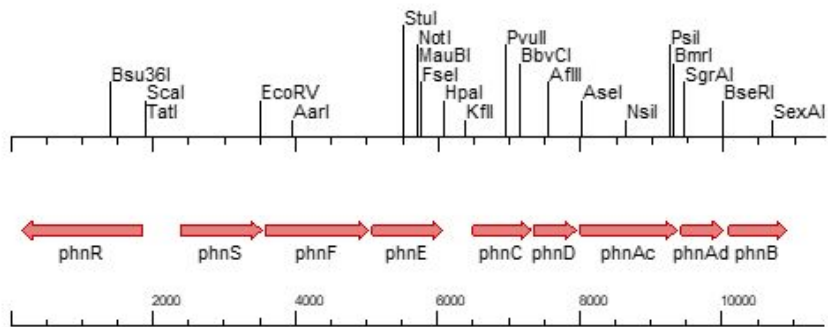 StuI
NotI PvuII PsiI
Bsu36I MauBI BbvCI BmrI
ScaI EcoRV FseI HpaI AflII AseI SgrAI BseRI
TatI AarI KflI NsiI SexAI
phnR phnS phnF phnE phnC phnD phnAc phnAd phnB
2000 4000 6000 8000 10000